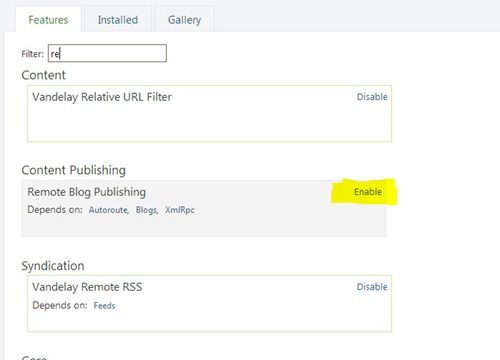 Features Installed Gallery
Filter: re
Content
Vandelay Relative URL Filter Disable
Content Publishing
Remote Blog Publishing Enable
Depends on: Autoroute, Blogs, XmlRpc
Syndication
Vandelay Remote RSS Disable
Depends on: Feeds